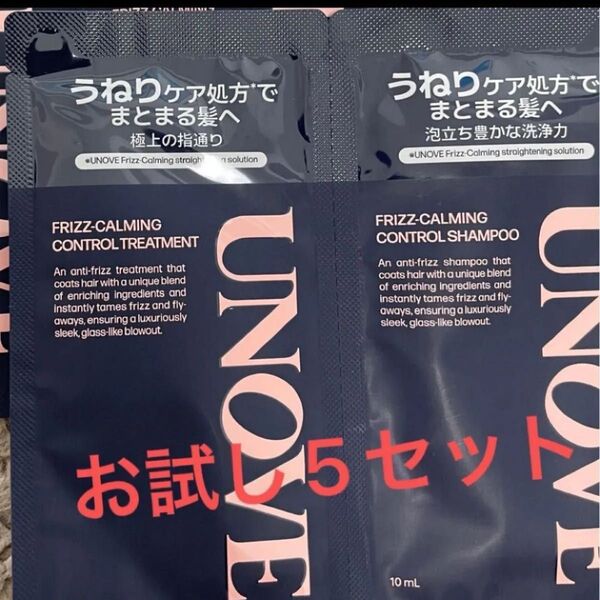 FRIZZ CALMING
うねりケア処方*で
まとまる髪へ
極上の指通り
※UNOVE Frizz-Calming straightening solution
FRIZZ-CALMING
CONTROL TREATMENT
An anti-frizz treatment that
coats hair with a unique blend
of enriching ingredients and
instantly tames frizz and fly-
aways, ensuring a luxuriously
sleek, glass-like blowout.
UNOVE
うねりケア処方*で
まとまる髪へ
泡立ち豊かな洗浄力
※UNOVE Frizz-Calming straightening solution
FRIZZ-CALMING
CONTROL SHAMPOO
An anti-frizz shampoo that
coats hair with a unique blend
of enriching ingredients and
instantly tames frizz and fly-
aways, ensuring a luxuriously
sleek, glass-like blowout.
UNOVE
10 mL
お試し5セット